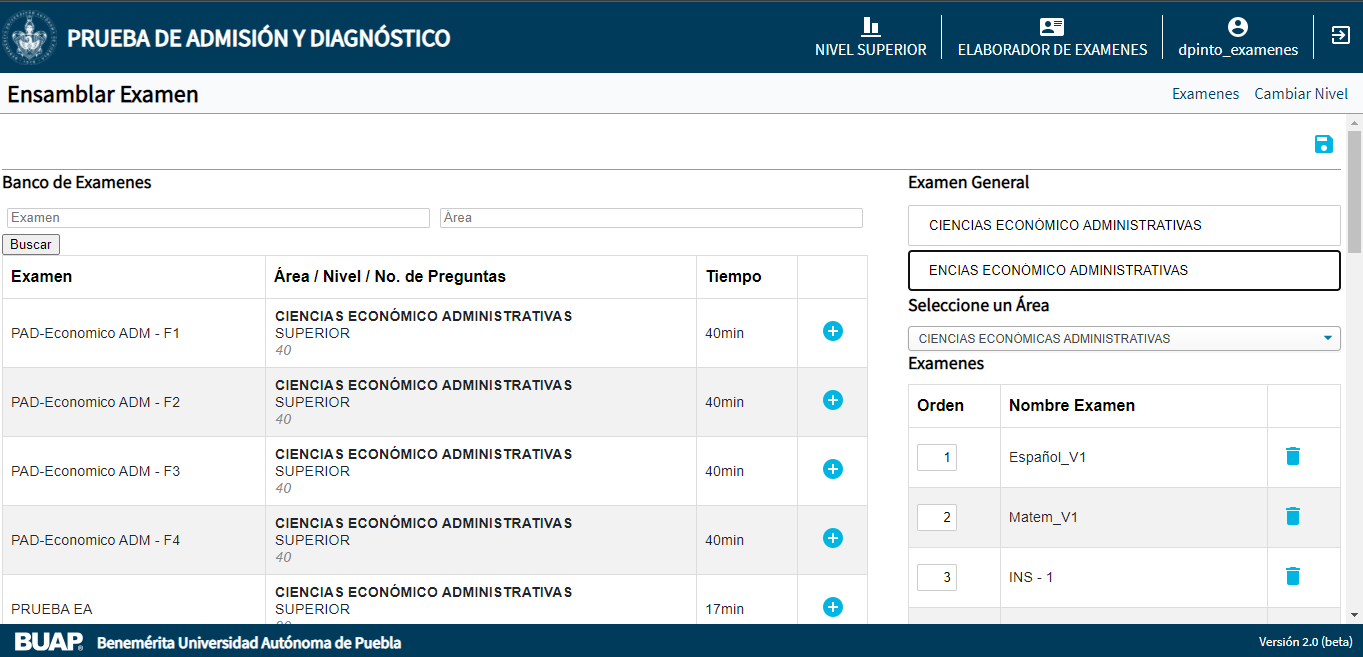 PRUEBA DE ADMISIÓN Y DIAGNÓSTICO
NIVEL SUPERIOR
ELABORADOR DE EXAMENES
dpinto_examenes
Ensamblar Examen
Examenes
Cambiar Nivel
Banco de Examenes
Examen
Área
Buscar
Examen Área / Nivel / No. de Preguntas Tiempo
PAD-Economico ADM - F1
CIENCIAS ECONÓMICO ADMINISTRATIVAS
SUPERIOR
40
40min
PAD-Economico ADM - F2
CIENCIAS ECONÓMICO ADMINISTRATIVAS
SUPERIOR
40
40min
PAD-Economico ADM - F3
CIENCIAS ECONÓMICO ADMINISTRATIVAS
SUPERIOR
40
40min
PAD-Economico ADM - F4
CIENCIAS ECONÓMICO ADMINISTRATIVAS
SUPERIOR
40
40min
PRUEBA EA
CIENCIAS ECONÓMICO ADMINISTRATIVAS
SUPERIOR
17min
Examen General
CIENCIAS ECONÓMICO ADMINISTRATIVAS
ENCIAS ECONÓMICO ADMINISTRATIVAS
Seleccione un Área
CIENCIAS ECONÓMICAS ADMINISTRATIVAS
Examenes
Orden Nombre Examen
1 Español_V1
2 Matem_V1
3 INS - 1
BUAP® Benemérita Universidad Autónoma de Puebla
Versión 2.0 (beta)